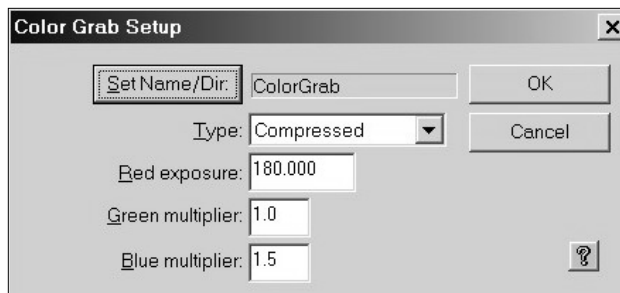 Color Grab Setup
Set Name/Dir: ColorGrab OK
Type: Compressed Cancel
Red exposure: 180.000
Green multiplier: 1.0
Blue multiplier: 1.5
?